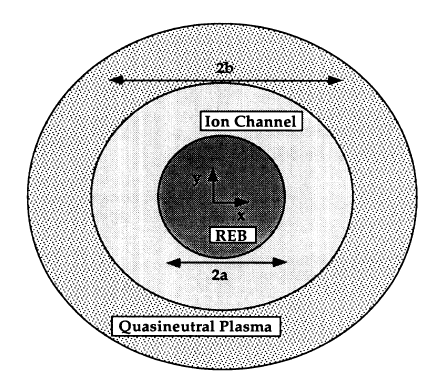 2b
Ion Channel
y
x
REB
2a
Quasineutral Plasma